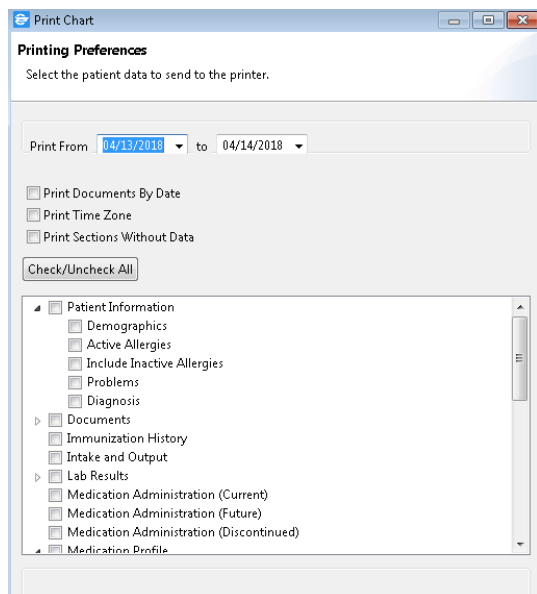 Print Chart
Printing Preferences
Select the patient data to send to the printer.
Print From 04/13/2018 to 04/14/2018
Print Documents By Date
Print Time Zone
Print Sections Without Data
Check/Uncheck All
Patient Information
Demographics
Active Allergies
Include Inactive Allergies
Problems
Diagnosis
Documents
Immunization History
Intake and Output
Lab Results
Medication Administration (Current)
Medication Administration (Future)
Medication Administration (Discontinued)
Medication Profile